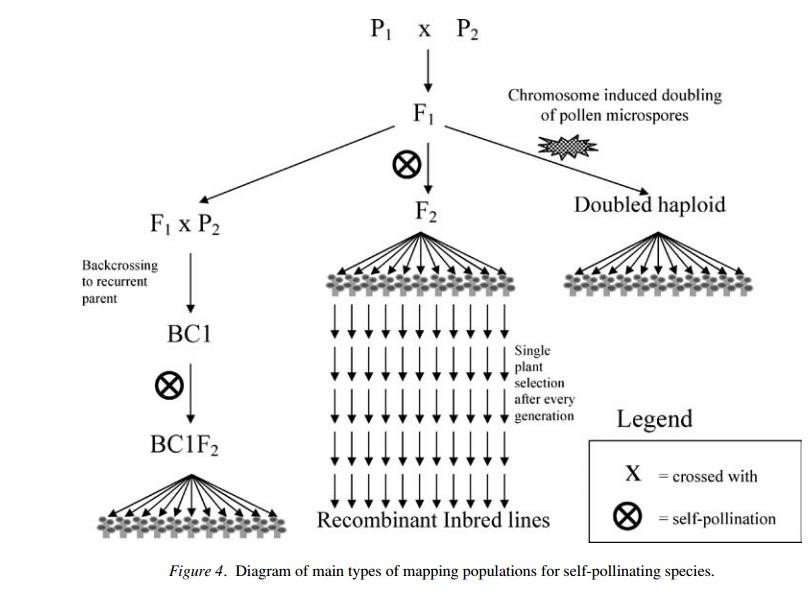 P₁ x P₂
F₁
Chromosome induced doubling
of pollen microspores
F₁ x P₂
F₂
Doubled haploid
Backcrossing
to recurrent
parent
BC1
Single
plant
selection
after every
generation
BC1F₂
Recombinant Inbred lines
Legend
X = crossed with
= self-pollination
Figure 4. Diagram of main types of mapping populations for self-pollinating species.